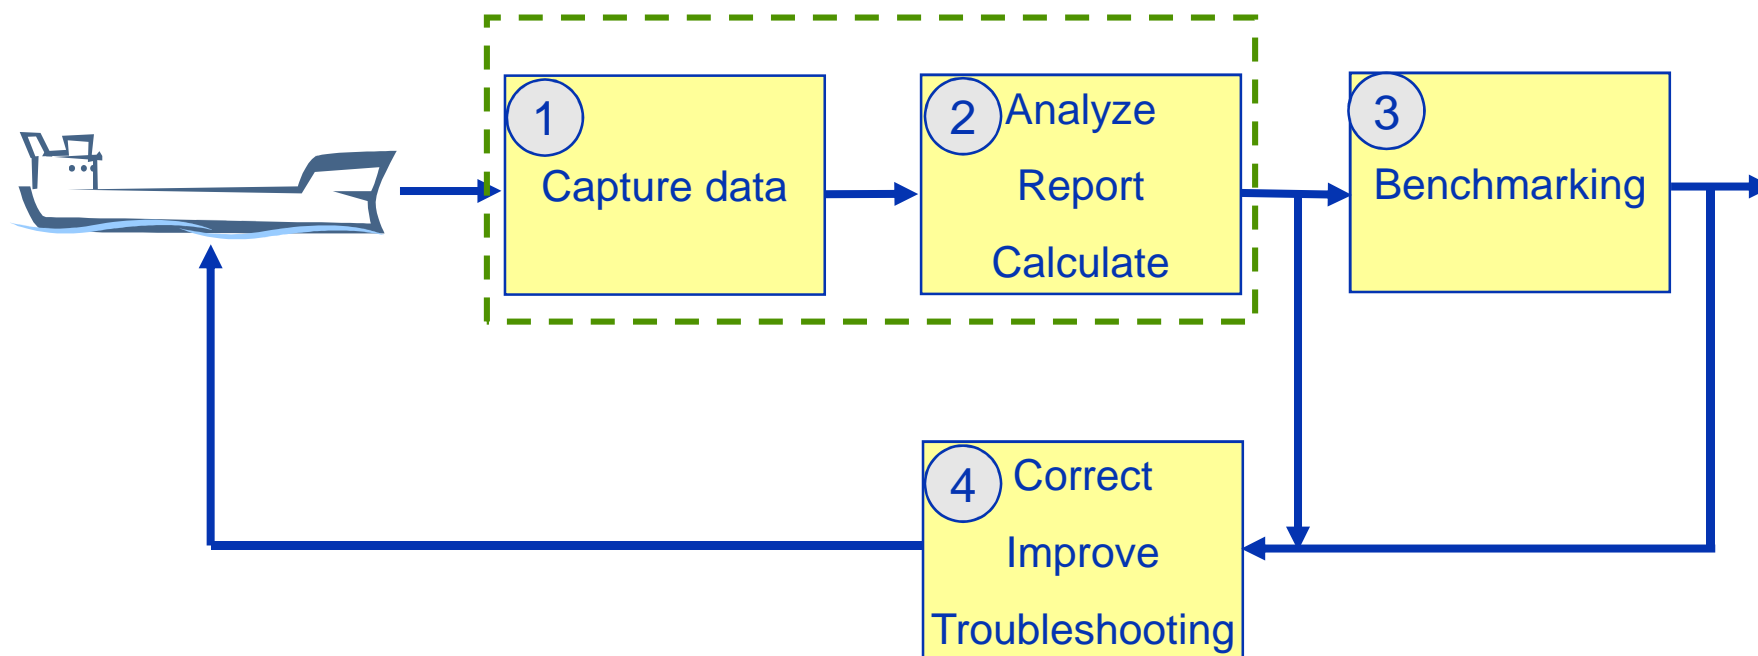 1
Capture data
2
Analyze
Report
Calculate
3
Benchmarking
4
Correct
Improve
Troubleshooting